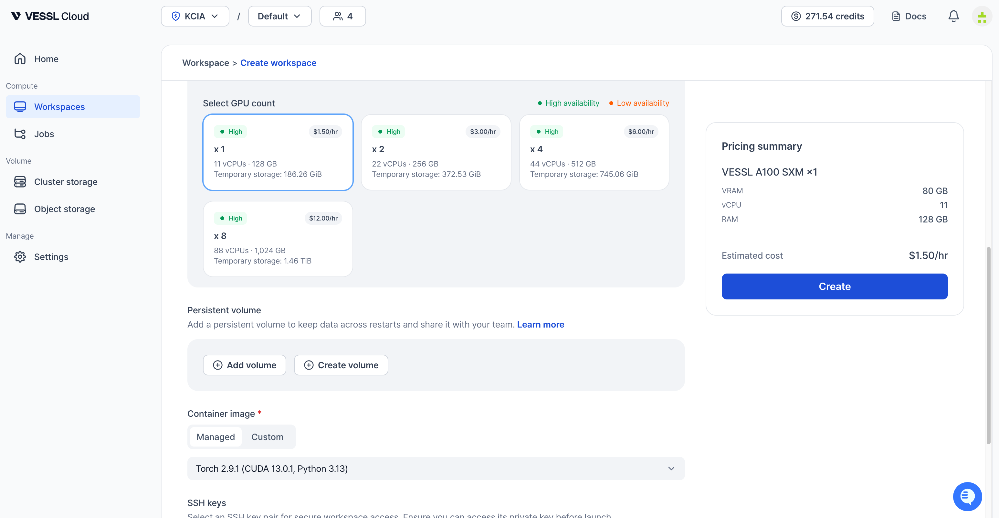 VESSL Cloud
KCIA
/
Default
4
271.54 credits
Docs
Home
Compute
Workspaces
Jobs
Volume
Cluster storage
Object storage
Manage
Settings
Workspace > Create workspace
Select GPU count
High availability
Low availability
High
$1.50/hr
x 1
11 vCPUs · 128 GB
Temporary storage: 186.26 GiB
High
$3.00/hr
x 2
22 vCPUs · 256 GB
Temporary storage: 372.53 GiB
High
$6.00/hr
x 4
44 vCPUs · 512 GB
Temporary storage: 745.06 GiB
High
$12.00/hr
x 8
88 vCPUs · 1,024 GB
Temporary storage: 1.46 TiB
Persistent volume
Add a persistent volume to keep data across restarts and share it with your team. Learn more
Add volume
Create volume
Container image *
Managed
Custom
Torch 2.9.1 (CUDA 13.0.1, Python 3.13)
SSH keys
Select an SSH key pair for secure workspace access. Ensure you can access its private key before launch.
Pricing summary
VESSL A100 SXM ×1
VRAM 80 GB
vCPU 11
RAM 128 GB
Estimated cost $1.50/hr
Create